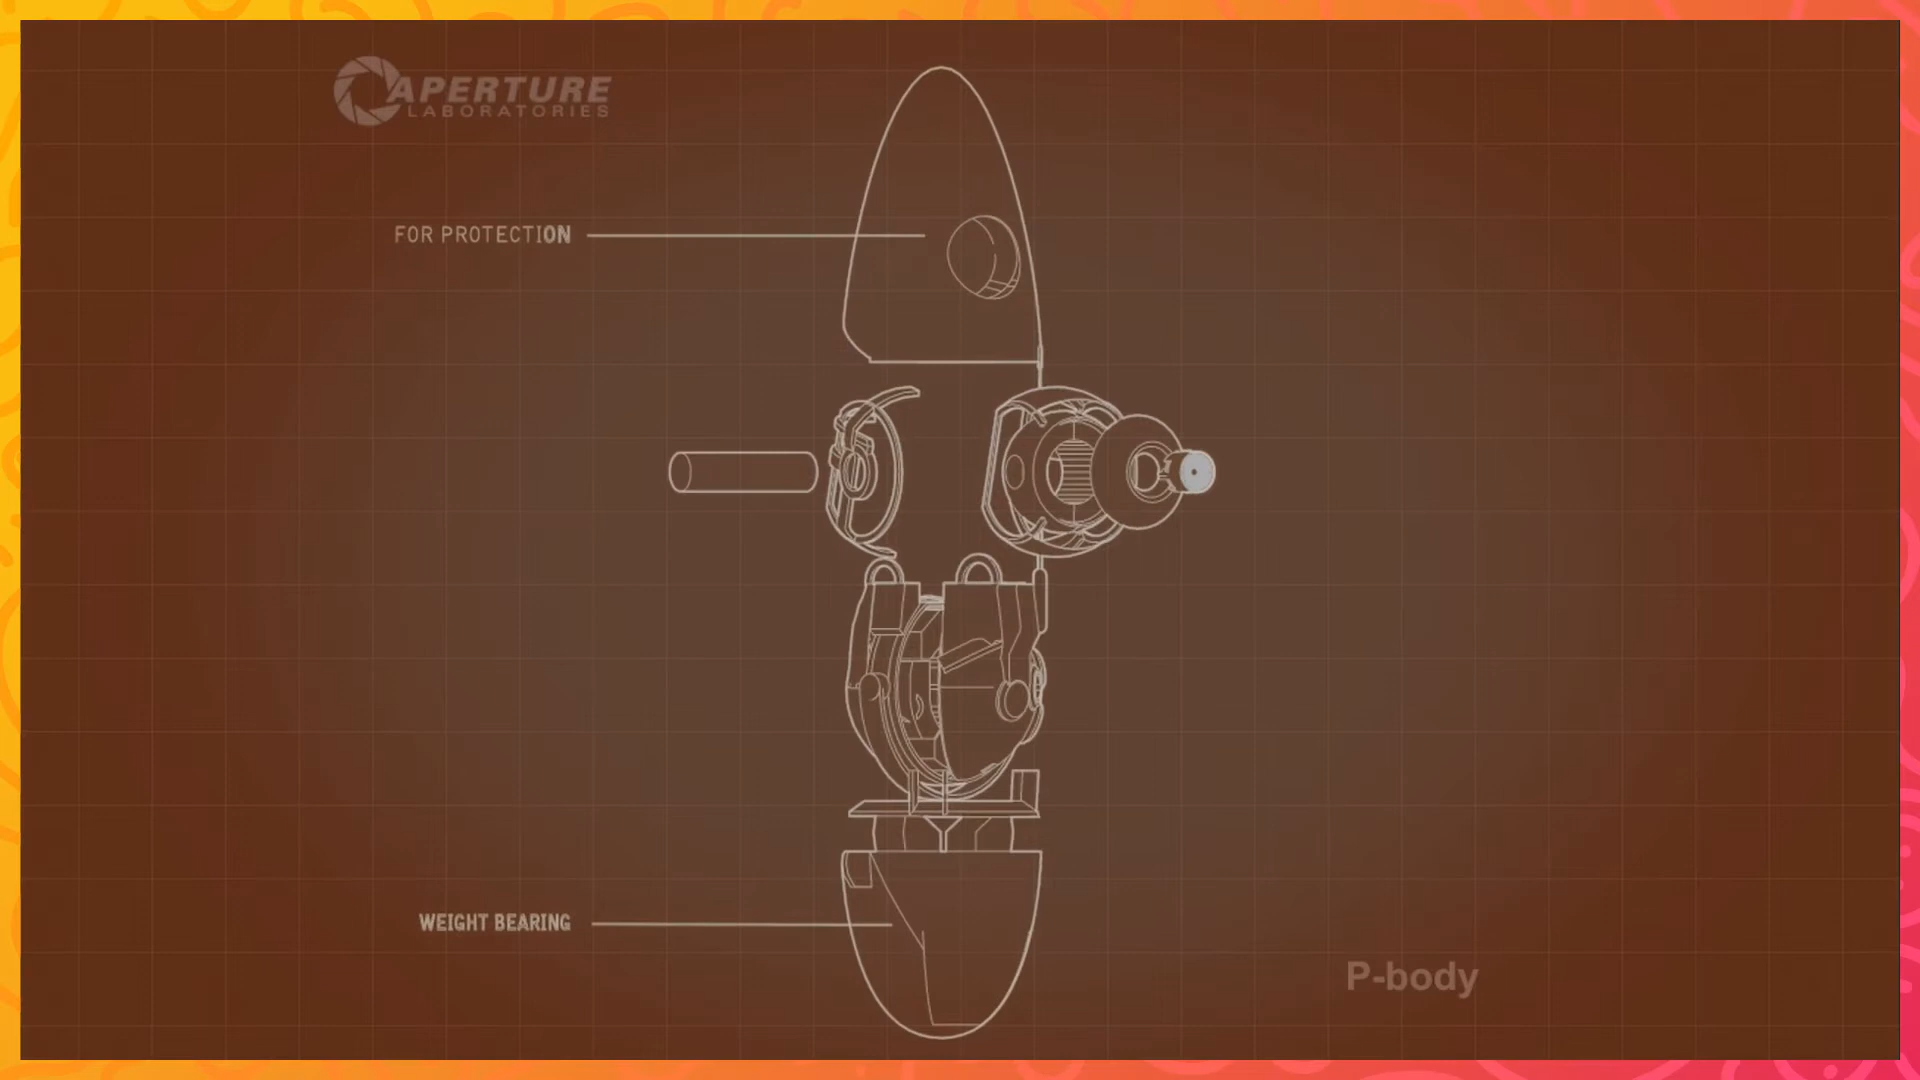 APERTURE
LABORATORIES
FOR PROTECTION
WEIGHT BEARING
P-body